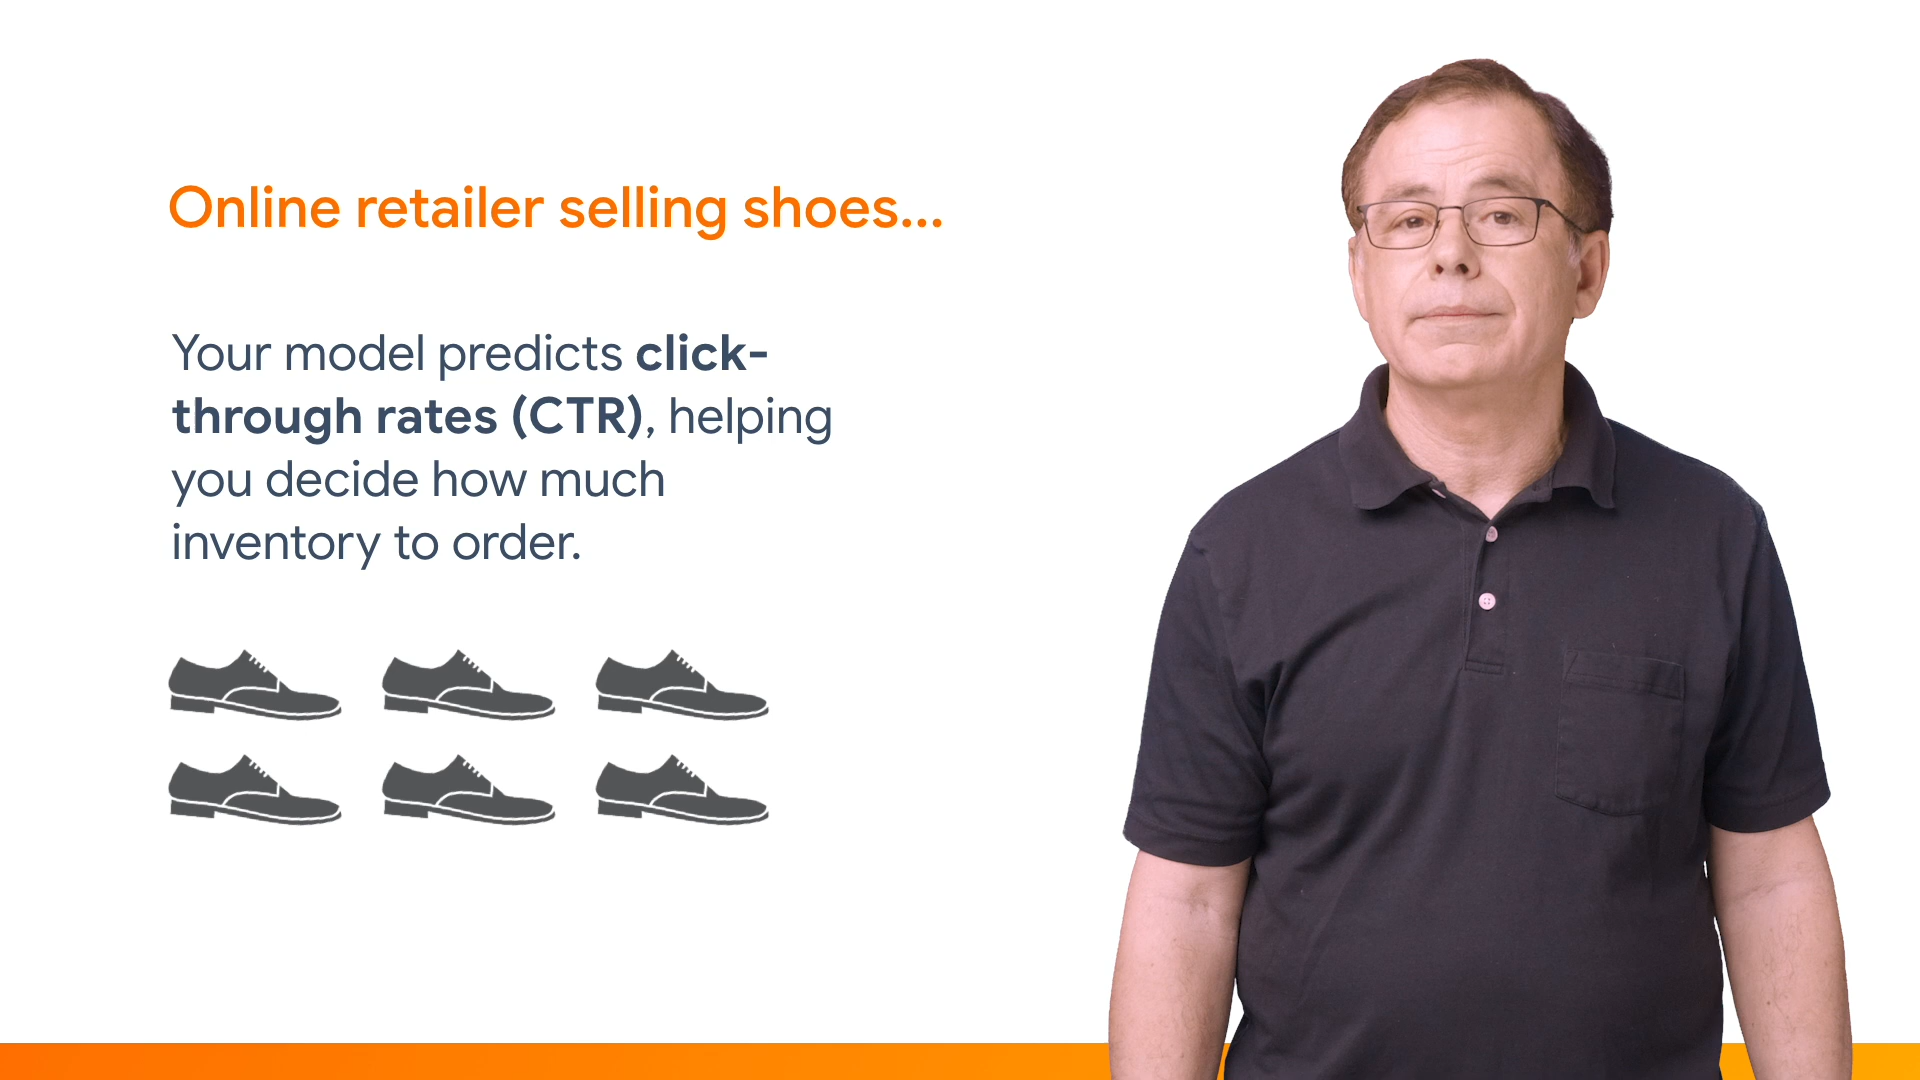 Online retailer selling shoes...
Your model predicts click-
through rates (CTR), helping
you decide how much
inventory to order.